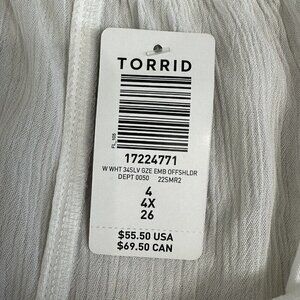 TORRID
FL_105
17224771
W WHT 34SLV GZE EMB OFFSHLDR
DEPT 0050 22SMR2
4
4X
26
$55.50 USA
$69.50 CAN